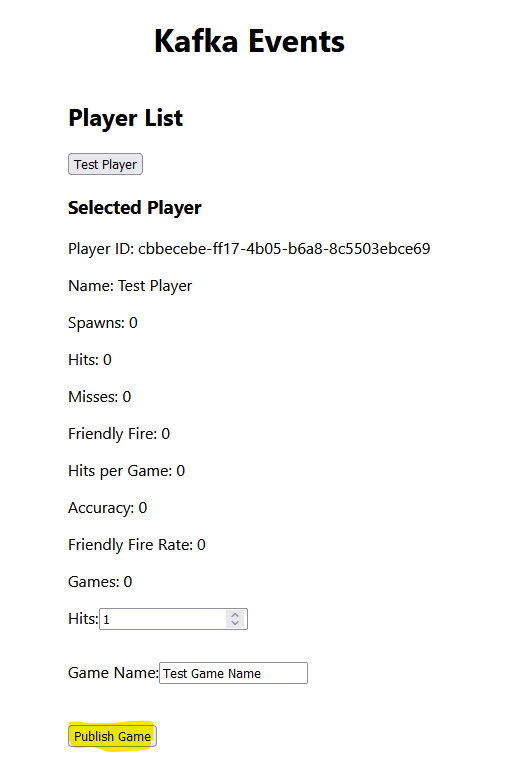 Kafka Events
Player List
Test Player
Selected Player
Player ID: cbbecebe-ff17-4b05-b6a8-8c5503ebce69
Name: Test Player
Spawns: 0
Hits: 0
Misses: 0
Friendly Fire: 0
Hits per Game: 0
Accuracy: 0
Friendly Fire Rate: 0
Games: 0
Hits: 1
Game Name: Test Game Name
Publish Game